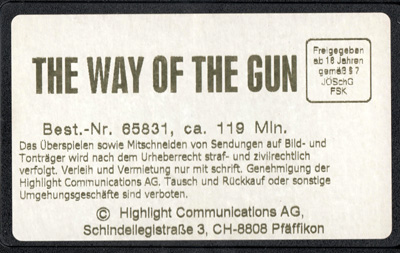 THE WAY OF THE GUN
Freigegeben
ab 16 Jahren
gemäß § 7
JÖSchG
FSK
Best.-Nr. 65831, ca. 119 Min.
Das Überspielen sowie Mitschneiden von Sendungen auf Bild- und
Tonträger wird nach dem Urheberrecht straf- und zivilrechtlich
verfolgt. Verleih und Vermietung nur mit schrift. Genehmigung der
Highlight Communications AG. Tausch und Rückkauf oder sonstige
Umgehungsgeschäfte sind verboten.
© Highlight Communications AG,
Schindellegistraße 3, CH-8808 Pfäffikon